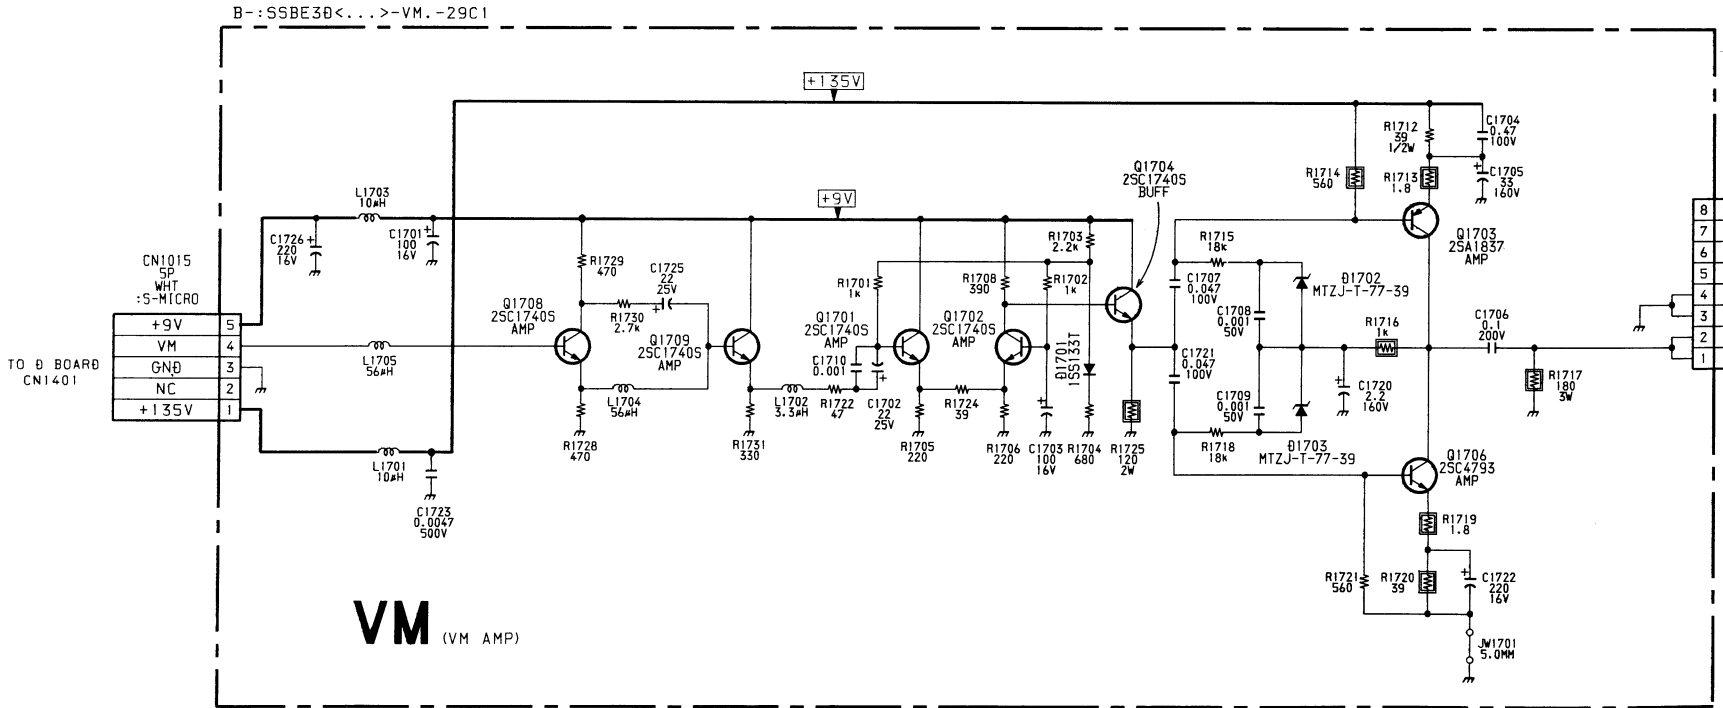 B-:SSBE3D<...>-VM.-29C1
+135V
R1712
39
1/2W
C1704
0.47
100V
R1714
560
R1713
1.8
C1705
33
160V
Q1704
2SC1740S
BUFF
L1703
10μH
+9V
C1726
220
16V
C1701
100
16V
R1703
2.2k
R1715
18k
Q1703
2SA1837
AMP
8
7
6
5
4
3
2
1
CN1015
5P
WHT
:S-MICRO
R1729
470
C1725
22
25V
R1701
1k
R1708
390
R1702
1k
C1707
0.047
100V
D1702
MTZJ-T-77-39
+9V 5
VM 4
GND 3
NC 2
+135V 1
TO D BOARD
CN1401
Q1708
2SC1740S
AMP
R1730
2.7k
Q1709
2SC1740S
AMP
Q1701
2SC1740S
AMP
Q1702
2SC1740S
AMP
C1708
0.001
50V
R1716
1k
C1706
0.1
200V
L1705
56μH
C1710
0.001
D1701
1SS133T
C1721
0.047
100V
R1717
180
3W
L1704
56μH
L1702
3.3μH
R1722
47
C1702
22
25V
R1724
39
C1709
0.001
50V
C1720
2.2
160V
R1728
470
R1731
330
R1705
220
R1706
220
C1703
100
16V
R1704
680
R1725
120
2W
R1718
18k
D1703
MTZJ-T-77-39
Q1706
2SC4793
AMP
L1701
10μH
C1723
0.0047
500V
R1719
1.8
R1721
560
R1720
39
C1722
220
16V
VM (VM AMP)
JW1701
5.0MM